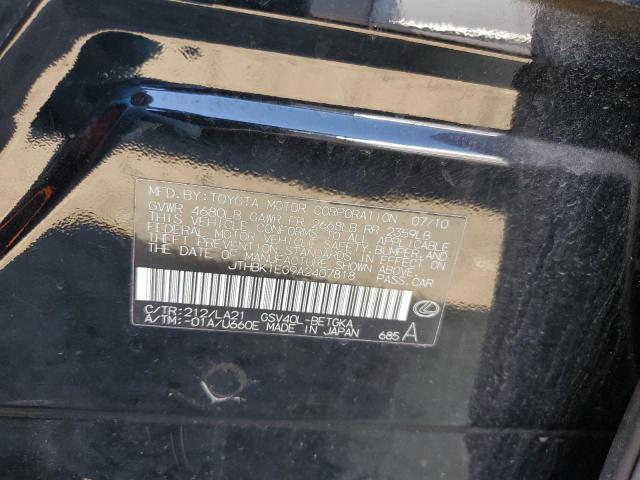 MFD.BY:TOYOTA MOTOR CORPORATION 07/10
GVWR 4680LB GAWR FR 2668LB RR 2359LB
THIS VEHICLE CONFORMS TO ALL APPLICABLE
FEDERAL MOTOR VEHICLE SAFETY, BUMPER, AND
THEFT PREVENTION STANDARDS IN EFFECT ON
THE DATE OF MANUFACTURE SHOWN ABOVE.
JTHBK1EG9A2407818 PASS.CAR
C/TR:212/LA21 GSV40L-BETGKA
A/TM:-01A/U660E MADE IN JAPAN 685 A